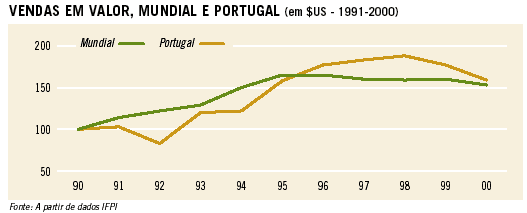 VENDAS EM VALOR, MUNDIAL E PORTUGAL (em $US - 1991-2000)
Mundial Portugal
200
150
100
50
90 91 92 93 94 95 96 97 98 99 00
Fonte: A partir de dados IFPI